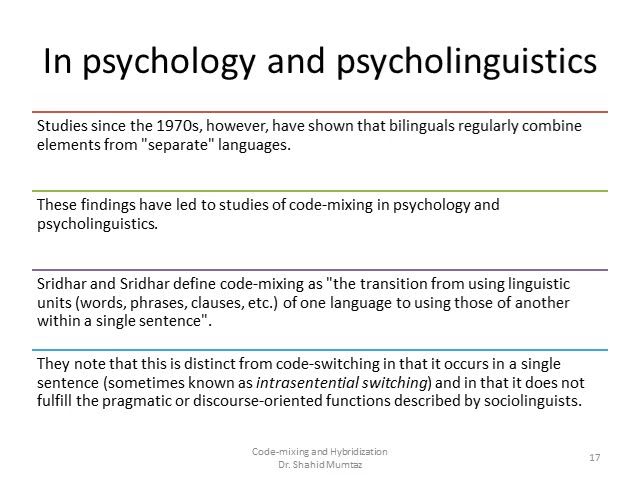 In psychology and psycholinguistics
Studies since the 1970s, however, have shown that bilinguals regularly combine
elements from "separate" languages.
These findings have led to studies of code-mixing in psychology and
psycholinguistics.
Sridhar and Sridhar define code-mixing as "the transition from using linguistic
units (words, phrases, clauses, etc.) of one language to using those of another
within a single sentence".
They note that this is distinct from code-switching in that it occurs in a single
sentence (sometimes known as intrasentential switching) and in that it does not
fulfill the pragmatic or discourse-oriented functions described by sociolinguists.
Code-mixing and Hybridization
Dr. Shahid Mumtaz
17